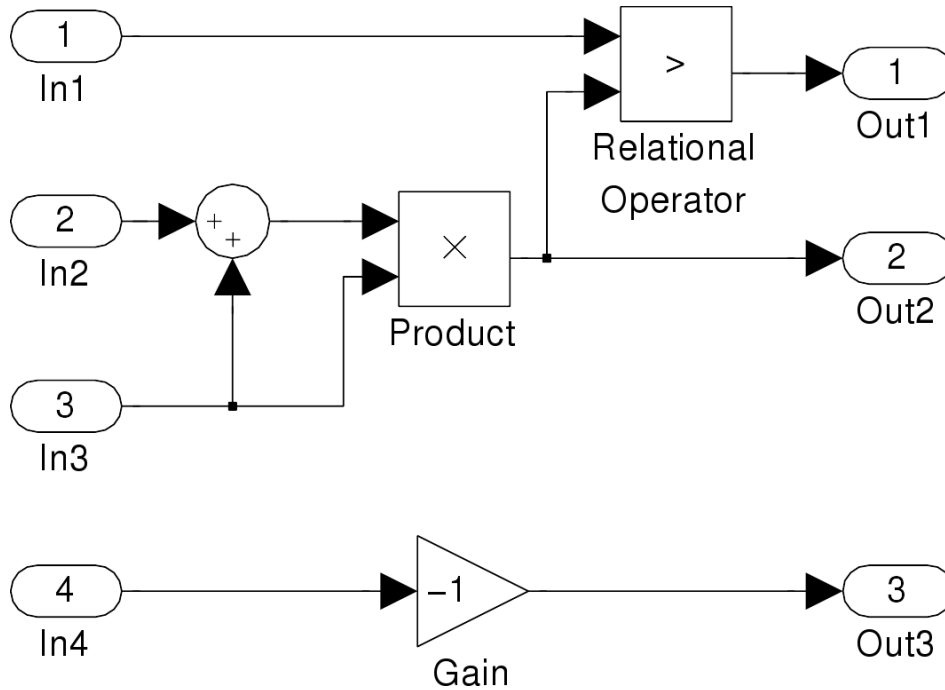 1
In1
>
Relational
Operator
1
Out1
2
In2
+
+
×
Product
2
Out2
3
In3
4
In4
−1
Gain
3
Out3